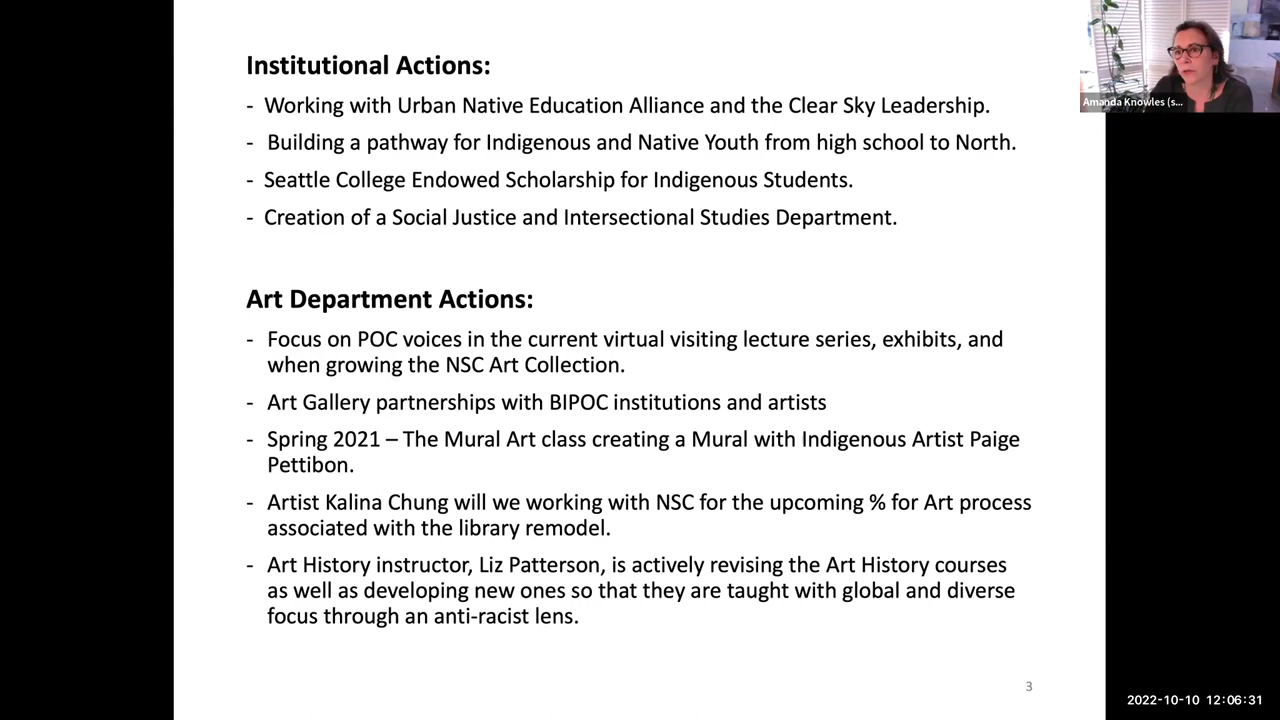 Institutional Actions:
- Working with Urban Native Education Alliance and the Clear Sky Leadership.
- Building a pathway for Indigenous and Native Youth from high school to North.
- Seattle College Endowed Scholarship for Indigenous Students.
- Creation of a Social Justice and Intersectional Studies Department.
Art Department Actions:
- Focus on POC voices in the current virtual visiting lecture series, exhibits, and
when growing the NSC Art Collection.
- Art Gallery partnerships with BIPOC institutions and artists
- Spring 2021 – The Mural Art class creating a Mural with Indigenous Artist Paige
Pettibon.
- Artist Kalina Chung will we working with NSC for the upcoming % for Art process
associated with the library remodel.
- Art History instructor, Liz Patterson, is actively revising the Art History courses
as well as developing new ones so that they are taught with global and diverse
focus through an anti-racist lens.
3
Amanda Knowles (s...
2022-10-10 12:06:31